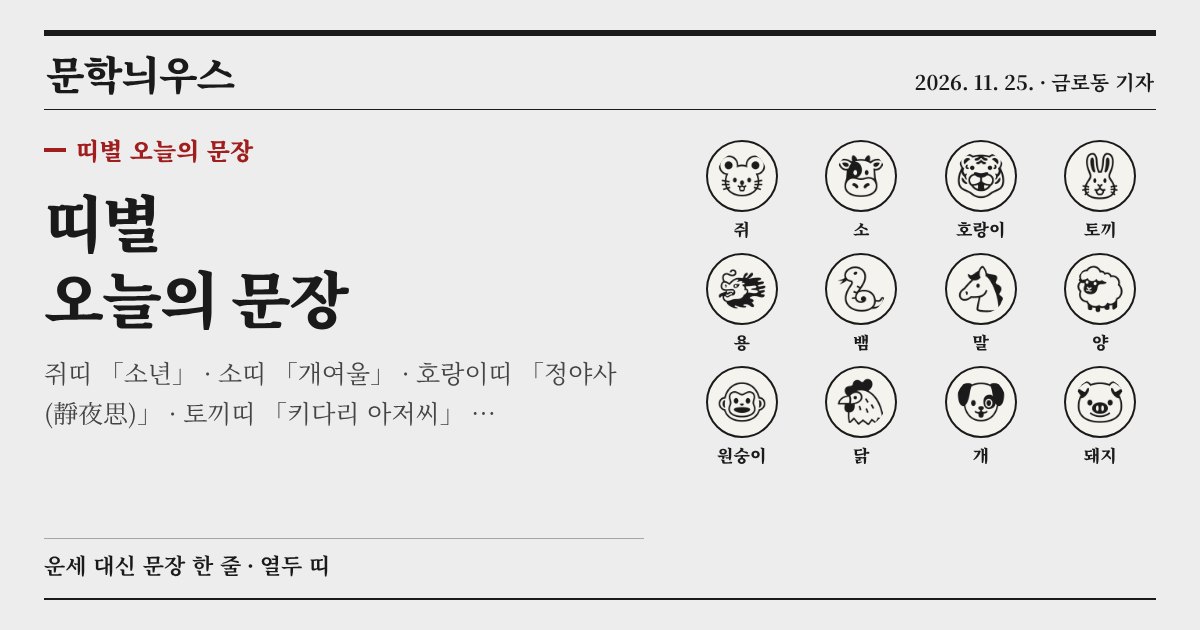 문학늬우스
2026. 11. 25. · 금로동 기자
띠별 오늘의 문장
띠별
오늘의 문장
쥐띠 「소년」 · 소띠 「개여울」 · 호랑이띠 「정야사
(靜夜思)」 · 토끼띠 「키다리 아저씨」 …
쥐 소 호랑이 토끼
용 뱀 말 양
원숭이 닭 개 돼지
운세 대신 문장 한 줄 · 열두 띠